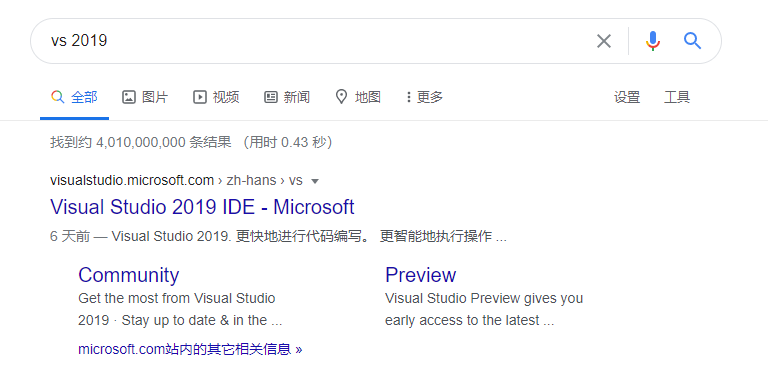 vs 2019
全部 图片 视频 新闻 地图 更多 设置 工具
找到约 4,010,000,000 条结果 （用时 0.43 秒）
visualstudio.microsoft.com › zh-hans › vs
Visual Studio 2019 IDE - Microsoft
6 天前 — Visual Studio 2019. 更快地进行代码编写。 更智能地执行操作 ...
Community
Get the most from Visual Studio
2019 · Stay up to date & in the ...
Preview
Visual Studio Preview gives you
early access to the latest ...
microsoft.com站内的其它相关信息 »